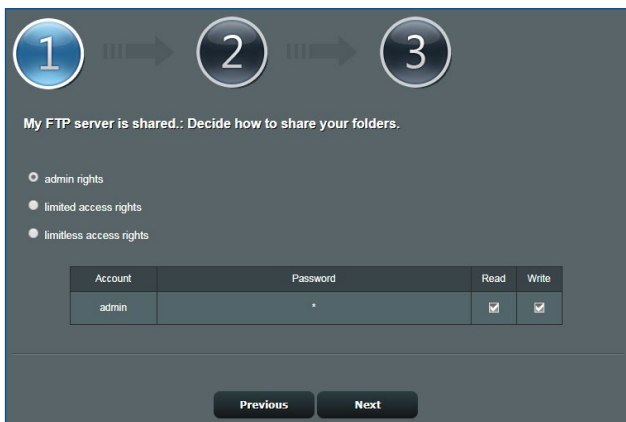 1 2 3
My FTP server is shared.: Decide how to share your folders.
admin rights
limited access rights
limitless access rights
Account Password Read Write
admin *
Previous Next